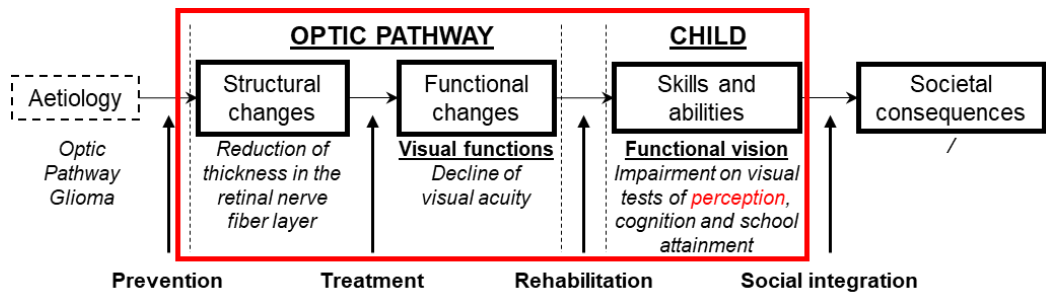 OPTIC PATHWAY
CHILD
Aetiology
Optic
Pathway
Glioma
Structural
changes
Reduction of
thickness in the
retinal nerve
fiber layer
Functional
changes
Visual functions
Decline of
visual acuity
Skills and
abilities
Functional vision
Impairment on visual
tests of perception,
cognition and school
attainment
Societal
consequences
/
Prevention
Treatment
Rehabilitation
Social integration